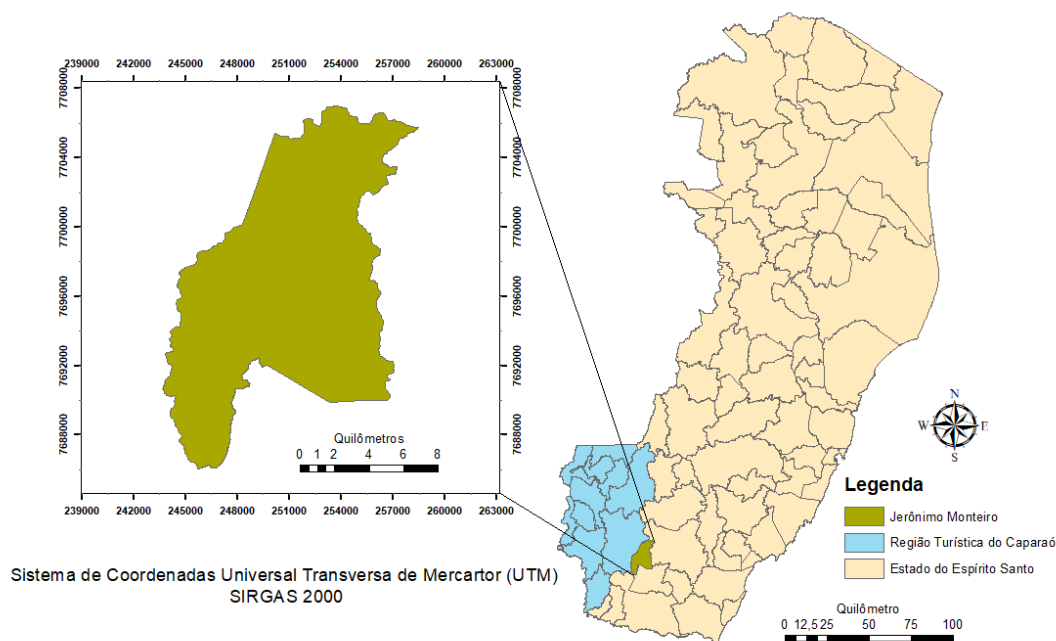 239000 242000 245000 248000 251000 254000 257000 260000 263000
7708000 7704000 7700000 7696000 7692000 7688000
7708000 7704000 7700000 7696000 7692000 7688000
Quilômetros
0 1 2 4 6 8
239000 242000 245000 248000 251000 254000 257000 260000 263000
Sistema de Coordenadas Universal Transversa de Mercartor (UTM)
SIRGAS 2000
N
W E
S
Legenda
Jerônimo Monteiro
Região Turística do Caparaó
Estado do Espírito Santo
Quilômetro
0 12,5 25 50 75 100